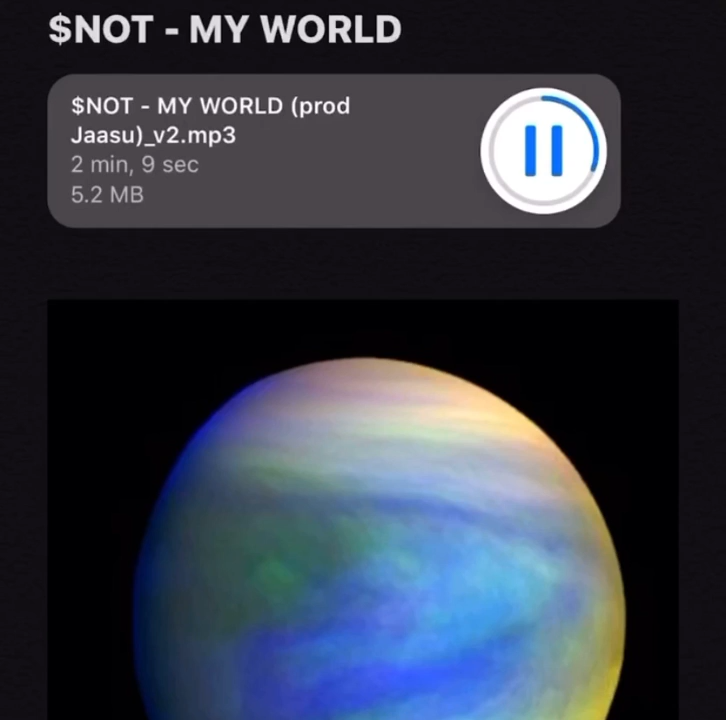 $NOT - MY WORLD
$NOT - MY WORLD (prod
Jaasu)_v2.mp3
2 min, 9 sec
5.2 MB